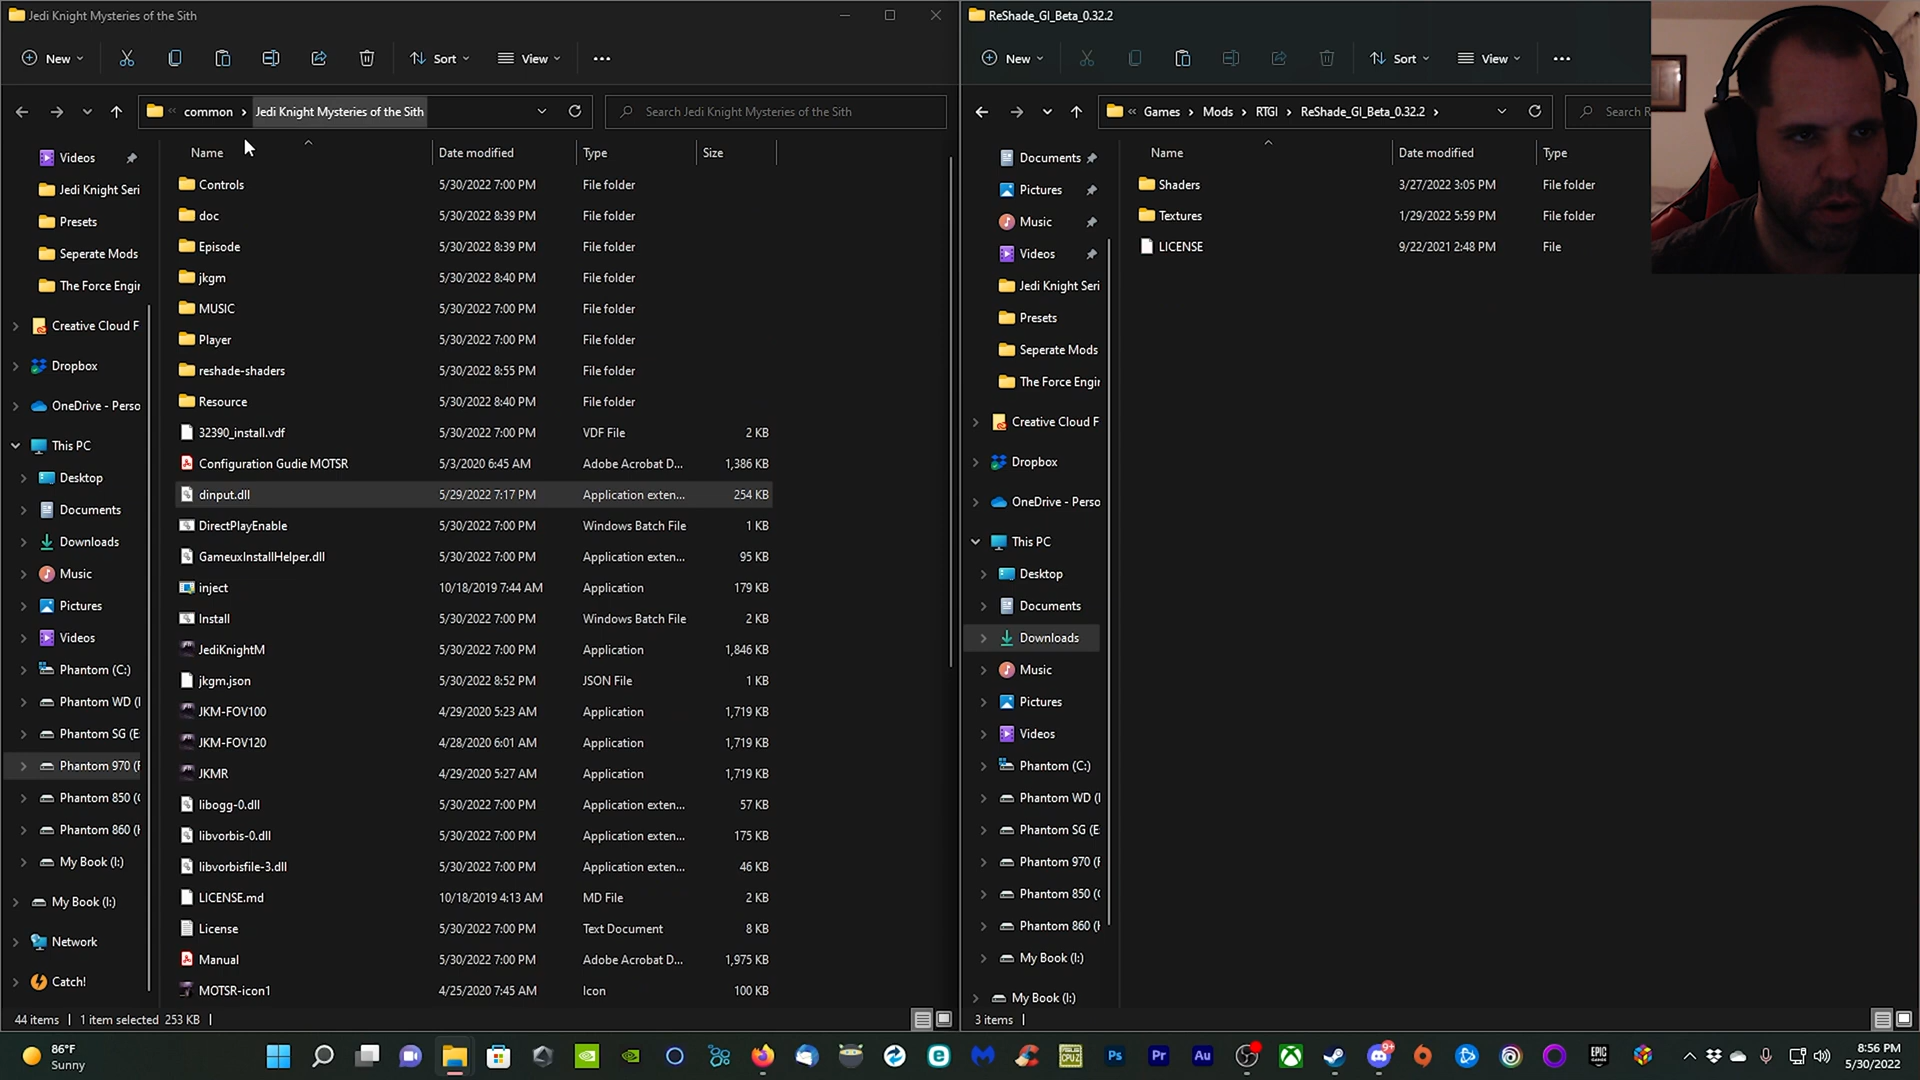 Jedi Knight Mysteries of the Sith
New
Sort
View
common
Jedi Knight Mysteries of the Sith
Search Jedi Knight Mysteries of the Sith
Name
Date modified
Type
Size
Videos
Jedi Knight Seri
Presets
Seperate Mods
The Force Engin
Creative Cloud F
Dropbox
OneDrive - Perso
This PC
Desktop
Documents
Downloads
Music
Pictures
Videos
Phantom (C:)
Phantom WD (I
Phantom SG (E
Phantom 970 (F
Phantom 850 (
Phantom 860 (
My Book (I:)
My Book (I:)
Network
Catch!
Controls 5/30/2022 7:00 PM File folder
doc 5/30/2022 8:39 PM File folder
Episode 5/30/2022 8:39 PM File folder
jkgm 5/30/2022 8:40 PM File folder
MUSIC 5/30/2022 7:00 PM File folder
Player 5/30/2022 7:00 PM File folder
reshade-shaders 5/30/2022 8:55 PM File folder
Resource 5/30/2022 8:40 PM File folder
32390_install.vdf 5/30/2022 7:00 PM VDF File 2 KB
Configuration Gudie MOTSR 5/3/2020 6:45 AM Adobe Acrobat D... 1,386 KB
dinput.dll 5/29/2022 7:17 PM Application exten... 254 KB
DirectPlayEnable 5/30/2022 7:00 PM Windows Batch File 1 KB
GameuxInstallHelper.dll 5/30/2022 7:00 PM Application exten... 95 KB
inject 10/18/2019 7:44 AM Application 179 KB
Install 5/30/2022 7:00 PM Windows Batch File 2 KB
JediKnightM 5/30/2022 7:00 PM Application 1,846 KB
jkgm.json 5/30/2022 8:52 PM JSON File 1 KB
JKM-FOV100 4/29/2020 5:23 AM Application 1,719 KB
JKM-FOV120 4/28/2020 6:01 AM Application 1,719 KB
JKMR 4/29/2020 5:27 AM Application 1,719 KB
libogg-0.dll 5/30/2022 7:00 PM Application exten... 57 KB
libvorbis-0.dll 5/30/2022 7:00 PM Application exten... 175 KB
libvorbisfile-3.dll 5/30/2022 7:00 PM Application exten... 46 KB
LICENSE.md 10/18/2019 4:13 AM MD File 2 KB
License 5/30/2022 7:00 PM Text Document 8 KB
Manual 5/30/2022 7:00 PM Adobe Acrobat D... 1,975 KB
MOTSR-icon1 4/25/2020 7:45 AM Icon 100 KB
44 items 1 item selected 253 KB
ReShade_GI_Beta_0.32.2
New
Sort
View
Games
Mods
RTGI
ReShade_GI_Beta_0.32.2
Search R
Name
Date modified
Type
Documents
Pictures
Music
Videos
Jedi Knight Seri
Presets
Seperate Mods
The Force Engin
Creative Cloud F
Dropbox
OneDrive - Perso
This PC
Desktop
Documents
Downloads
Music
Pictures
Videos
Phantom (C:)
Phantom WD (I
Phantom SG (E
Phantom 970 (F
Phantom 850 (
Phantom 860 (
My Book (I:)
My Book (I:)
Shaders 3/27/2022 3:05 PM File folder
Textures 1/29/2022 5:59 PM File folder
LICENSE 9/22/2021 2:48 PM File
3 items
86°F
Sunny
CPU-Z
Ps
Pr
Au
9+
EPIC
GAMES
8:56 PM
5/30/2022